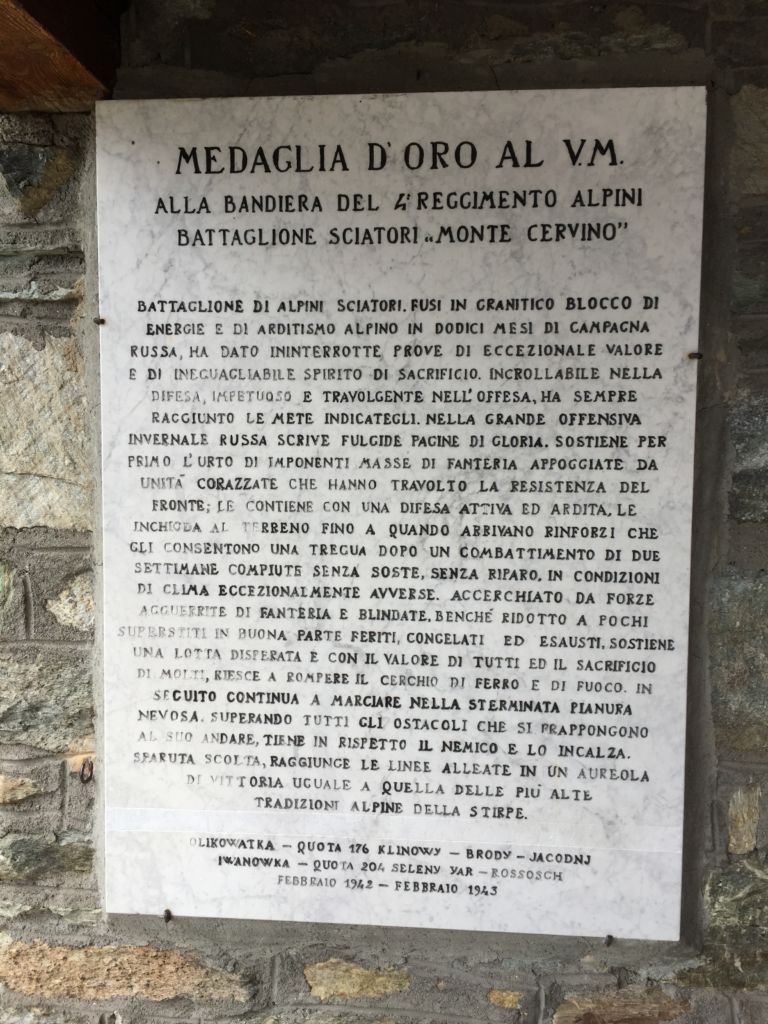 MEDAGLIA D'ORO AL V.M.
ALLA BANDIERA DEL 4° REGGIMENTO ALPINI
BATTAGLIONE SCIATORI „MONTE CERVINO”
BATTAGLIONE DI ALPINI SCIATORI. FUSI IN GRANITICO BLOCCO DI
ENERGIE E DI ARDITISMO ALPINO IN DODICI MESI DI CAMPAGNA
RUSSA, HA DATO ININTERROTTE PROVE DI ECCEZIONALE VALORE
E DI INEGUAGLIABILE SPIRITO DI SACRIFICIO. INCROLLABILE NELLA
DIFESA, IMPETUOSO E TRAVOLGENTE NELL'OFFESA, HA SEMPRE
RAGGIUNTO LE METE INDICATEGLI. NELLA GRANDE OFFENSIVA
INVERNALE RUSSA SCRIVE FULGIDE PAGINE DI GLORIA. SOSTIENE PER
PRIMO L'URTO DI IMPONENTI MASSE DI FANTERIA APPOGGIATE DA
UNITÀ CORAZZATE CHE HANNO TRAVOLTO LA RESISTENZA DEL
FRONTE; LE CONTIENE CON UNA DIFESA ATTIVA ED ARDITA, LE
INCHIODA AL TERRENO FINO A QUANDO ARRIVANO RINFORZI CHE
GLI CONSENTONO UNA TREGUA DOPO UN COMBATTIMENTO DI DUE
SETTIMANE COMPIUTE SENZA SOSTE, SENZA RIPARO, IN CONDIZIONI
DI CLIMA ECCEZIONALMENTE AVVERSE. ACCERCHIATO DA FORZE
AGGUERRITE DI FANTERIA E BLINDATE, BENCHÉ RIDOTTO A POCHI
SUPERSTITI IN BUONA PARTE FERITI, CONGELATI ED ESAUSTI, SOSTIENE
UNA LOTTA DISPERATA E CON IL VALORE DI TUTTI ED IL SACRIFICIO
DI MOLTI, RIESCE A ROMPERE IL CERCHIO DI FERRO E DI FUOCO. IN
SEGUITO CONTINUA A MARCIARE NELLA STERMINATA PIANURA
NEVOSA. SUPERANDO TUTTI GLI OSTACOLI CHE SI FRAPPONGONO
AL SUO ANDARE, TIENE IN RISPETTO IL NEMICO E LO INCALZA.
SPARUTA SCOLTA, RAGGIUNGE LE LINEE ALLEATE IN UN AUREOLA
DI VITTORIA UGUALE A QUELLA DELLE PIÙ ALTE
TRADIZIONI ALPINE DELLA STIRPE.
OLIKOWATKA – QUOTA 176 KLINOWY – BRODY – JACODNJ
IWANOWKA – QUOTA 204 SELENY YAR – ROSSOSCH
FEBBRAIO 1942 – FEBBRAIO 1943